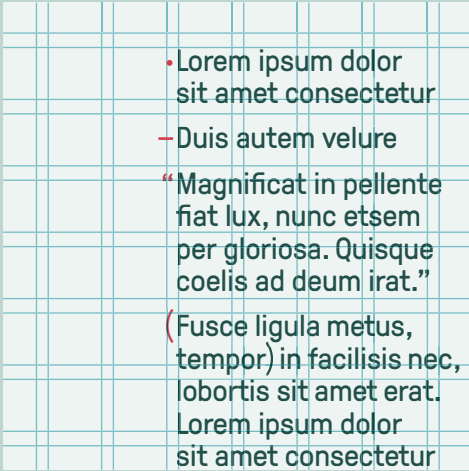 •Lorem ipsum dolor
sit amet consectetur
–Duis autem velure
“Magnificat in pellente
fiat lux, nunc etsem
per gloriosa. Quisque
coelis ad deum irat.”
(Fusce ligula metus,
tempor) in facilisis nec,
lobortis sit amet erat.
Lorem ipsum dolor
sit amet consectetur